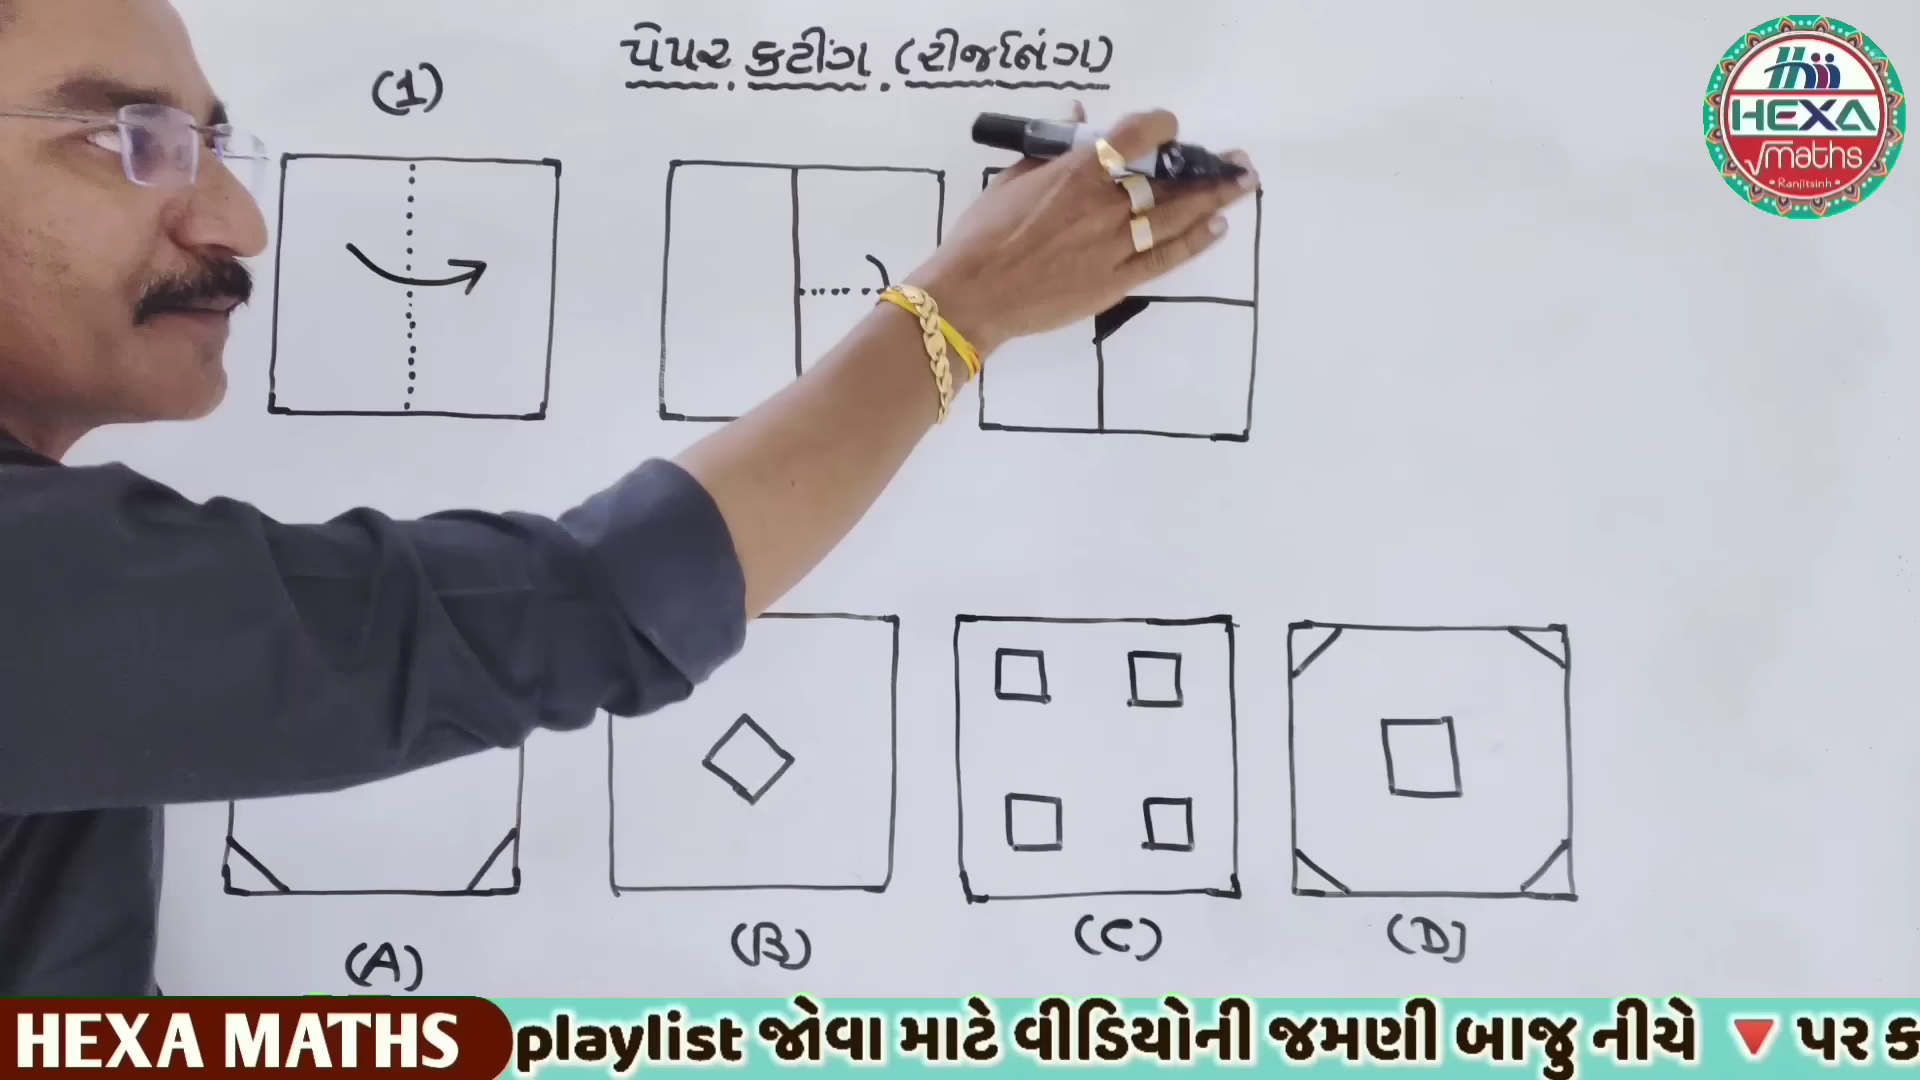 પેપર કટીંગ (રીઝનિંગ)
(1)
(A)
(B)
(C)
(D)
HEXA
√maths
• Ranjitsinh •
HEXA MATHS
playlist જોવા માટે વીડિયોની જમણી બાજુ નીચે 🔻પર ક